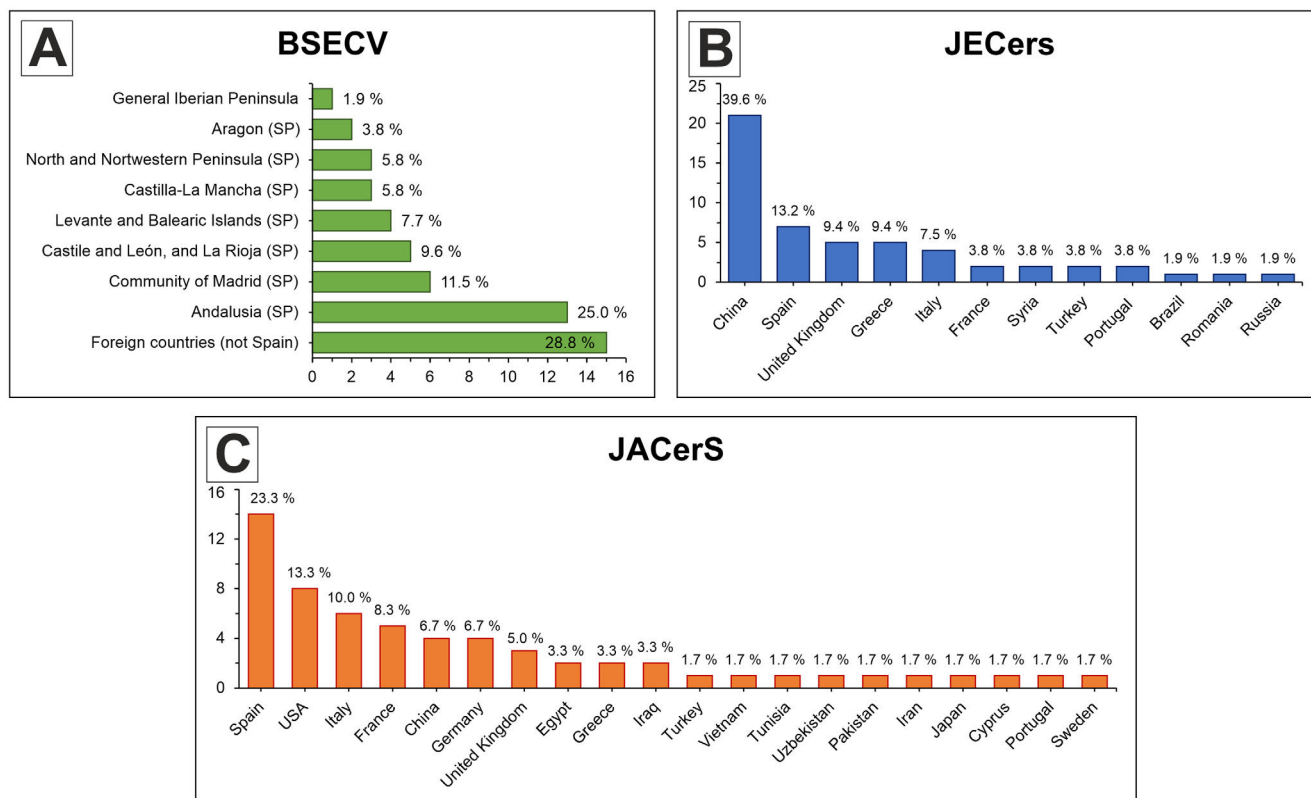 A
BSECV
General Iberian Peninsula
1.9 %
Aragon (SP)
3.8 %
North and Nortwestern Peninsula (SP)
5.8 %
Castilla-La Mancha (SP)
5.8 %
Levante and Balearic Islands (SP)
7.7 %
Castile and León, and La Rioja (SP)
9.6 %
Community of Madrid (SP)
11.5 %
Andalusia (SP)
25.0 %
Foreign countries (not Spain)
28.8 %
0 2 4 6 8 10 12 14 16
B
JECers
25
20
15
10
5
0
39.6 %
13.2 %
9.4 %
9.4 %
7.5 %
3.8 %
3.8 %
3.8 %
3.8 %
1.9 %
1.9 %
1.9 %
China
Spain
United Kingdom
Greece
Italy
France
Syria
Turkey
Portugal
Brazil
Romania
Russia
C
JACerS
16
12
8
4
0
23.3 %
13.3 %
10.0 %
8.3 %
6.7 %
6.7 %
5.0 %
3.3 %
3.3 %
3.3 %
1.7 %
1.7 %
1.7 %
1.7 %
1.7 %
1.7 %
1.7 %
1.7 %
1.7 %
1.7 %
Spain
USA
Italy
France
China
Germany
United Kingdom
Egypt
Greece
Iraq
Turkey
Vietnam
Tunisia
Uzbekistan
Pakistan
Iran
Japan
Cyprus
Portugal
Sweden